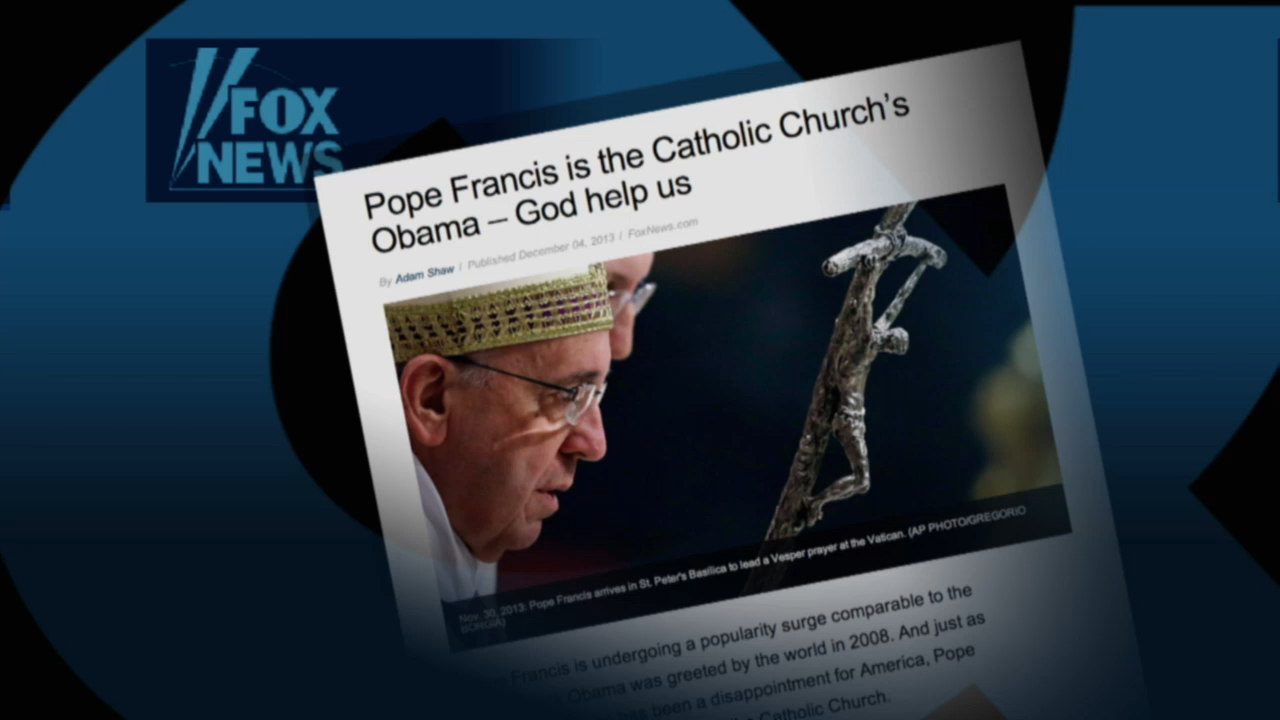 FOX
NEWS
Pope Francis is the Catholic Church's
Obama – God help us
By Adam Shaw / Published December 04, 2013 / FoxNews.com
Nov. 30, 2013: Pope Francis arrives in St. Peter's Basilica to lead a Vesper prayer at the Vatican. (AP PHOTO/GREGORIO
BORGIA)
Francis is undergoing a popularity surge comparable to the
Obama was greeted by the world in 2008. And just as
been a disappointment for America, Pope
Catholic Church.